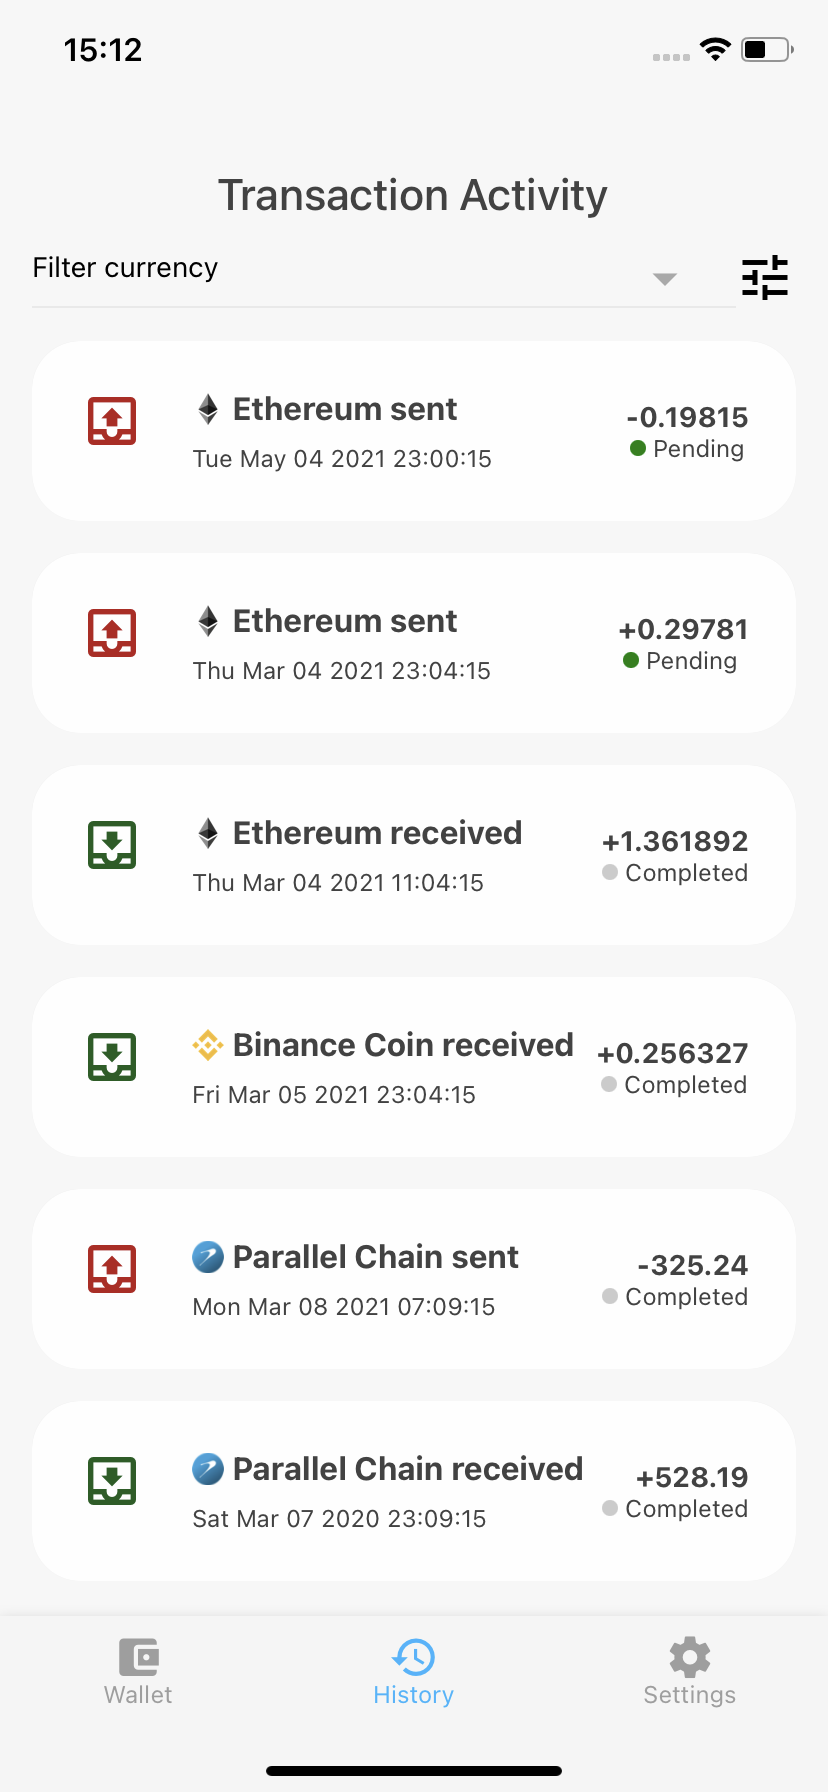 15:12
Transaction Activity
Filter currency
Ethereum sent
-0.19815
Tue May 04 2021 23:00:15
Pending
Ethereum sent
+0.29781
Thu Mar 04 2021 23:04:15
Pending
Ethereum received
+1.361892
Thu Mar 04 2021 11:04:15
Completed
Binance Coin received
+0.256327
Fri Mar 05 2021 23:04:15
Completed
Parallel Chain sent
-325.24
Mon Mar 08 2021 07:09:15
Completed
Parallel Chain received
+528.19
Sat Mar 07 2020 23:09:15
Completed
Wallet
History
Settings